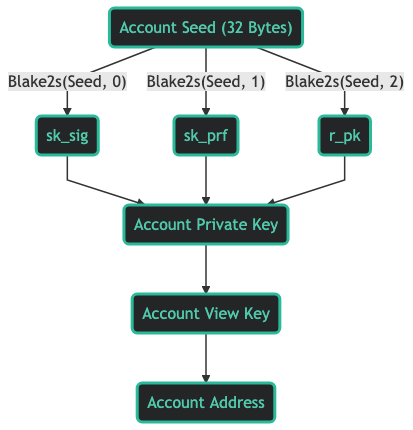 Account Seed (32 Bytes)
Blake2s(Seed, 0)
Blake2s(Seed, 1)
Blake2s(Seed, 2)
sk_sig
sk_prf
r_pk
Account Private Key
Account View Key
Account Address